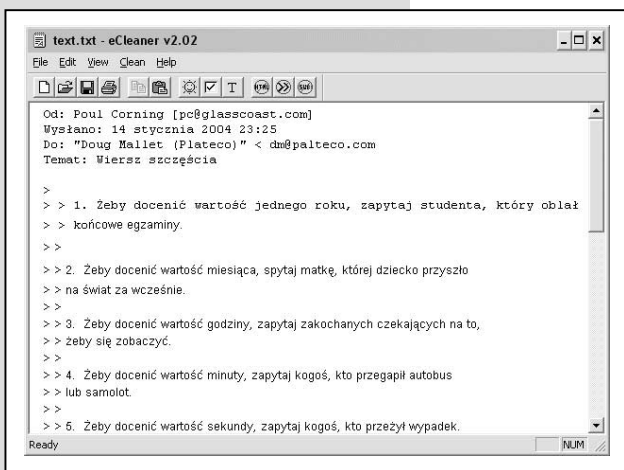 text.txt - eCleaner v2.02
File Edit View Clean Help
T HTML SUB
Od: Poul Corning [pc@glasscoast.com]
Wysłano: 14 stycznia 2004 23:25
Do: "Doug Mallet (Plateco)" < dm@palteco.com
Temat: Wiersz szczęścia
>
> > 1. Żeby docenić wartość jednego roku, zapytaj studenta, który oblał
> > końcowe egzaminy.
> >
> > 2. Żeby docenić wartość miesiąca, spytaj matkę, której dziecko przyszło
> > na świat za wcześnie.
> >
> > 3. Żeby docenić wartość godziny, zapytaj zakochanych czekających na to,
> > żeby się zobaczyć.
> >
> > 4. Żeby docenić wartość minuty, zapytaj kogoś, kto przegapił autobus
> > lub samolot.
> >
> > 5. Żeby docenić wartość sekundy, zapytaj kogoś, kto przeżył wypadek.
Ready NUM